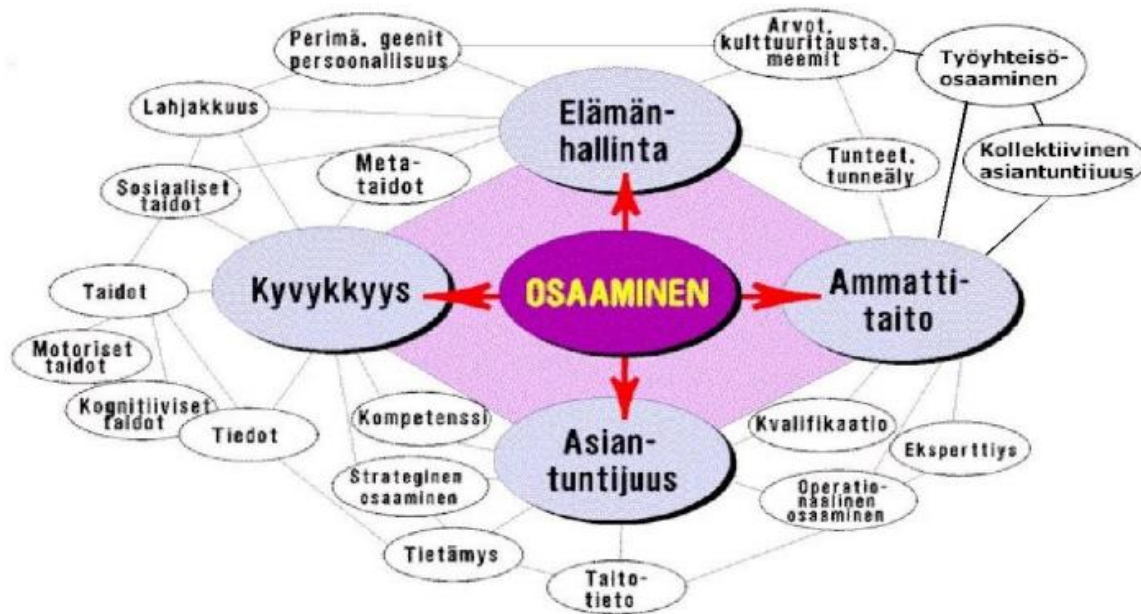 Perimä, geenit
persoonallisuus
Arvot,
kulttuuritausta,
meemit
Työyhteisö-
osaaminen
Lahjakkuus
Elämän-
hallinta
Meta-
taidot
Tunteet,
tunneäly
Kollektiivinen
asiantuntijuus
Sosiaaliset
taidot
Taidot
Kyvykkyys
OSAAMINEN
Ammatti-
taito
Motoriset
taidot
Kognitiiviset
taidot
Tiedot
Kompetenssi
Asian-
tuntijuus
Kvalifikaatio
Eksperttiys
Strateginen
osaaminen
Operatio-
naalinen
osaaminen
Tietämys
Taito-
tieto